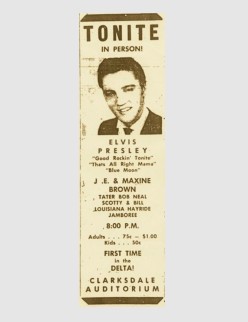 TONITE
IN PERSON!
ELVIS
PRESLEY
"Good Rockin' Tonite"
"Thats All Right Mama"
"Blue Moon"
J .E. & MAXINE
BROWN
TATER BOB NEAL
SCOTTY & BILL
LOUISIANA HAYRIDE
JAMBOREE
8:00 P.M.
Adults . . . 75c — $1.00
Kids . . . 50c
FIRST TIME
in the
DELTA!
CLARKSDALE
AUDITORIUM